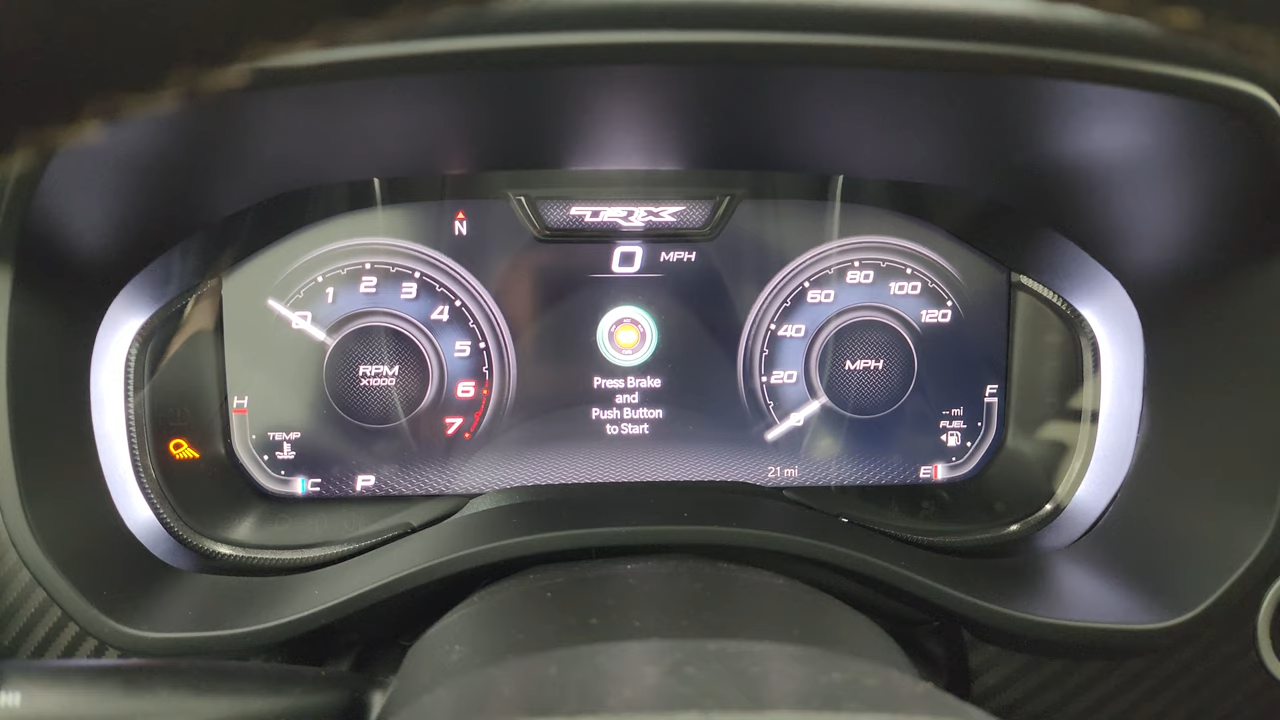 TRX
N
0 MPH
0
1
2
3
4
5
6
7
RPM
X1000
Press Brake
and
Push Button
to Start
0
20
40
60
80
100
120
MPH
H
TEMP
C
P
21 mi
F
-- mi
FUEL
E